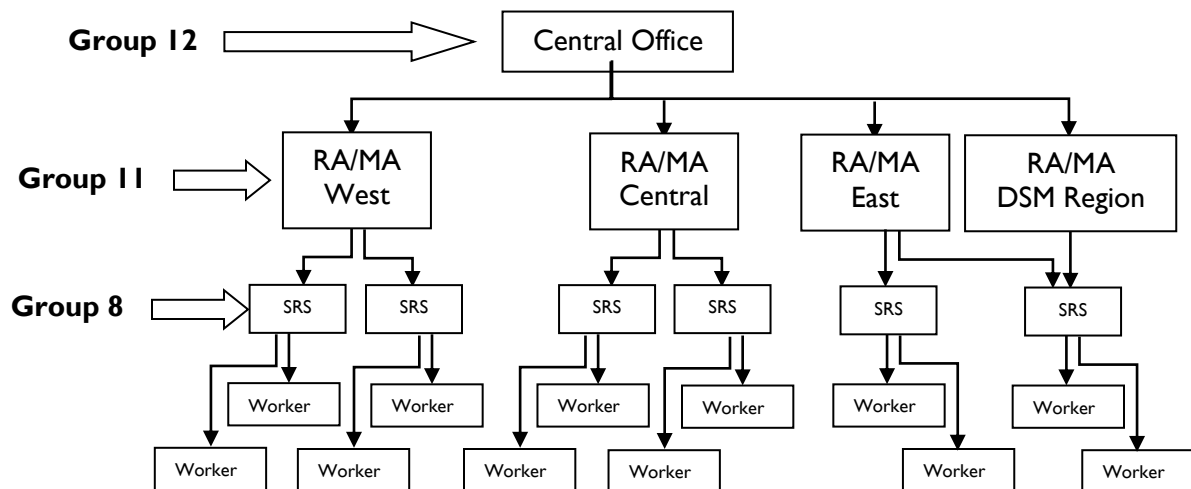 Group 12
Central Office
Group 11
RA/MA
West
RA/MA
Central
RA/MA
East
RA/MA
DSM Region
Group 8
SRS
SRS
SRS
SRS
SRS
SRS
Worker
Worker
Worker
Worker
Worker
Worker
Worker
Worker
Worker
Worker
Worker
Worker